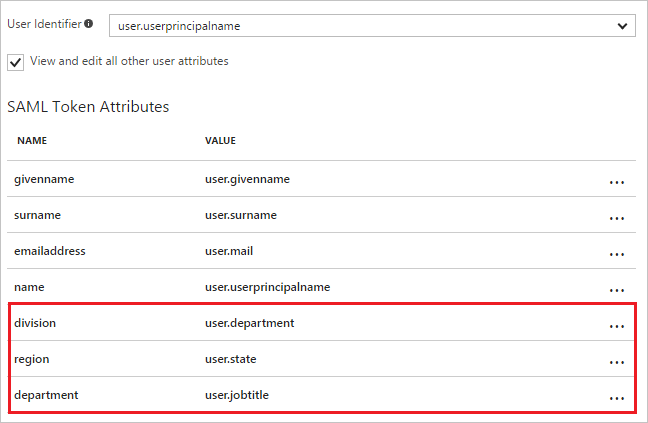 User Identifier
user.userprincipalname
View and edit all other user attributes
SAML Token Attributes
NAME VALUE
givenname user.givenname ...
surname user.surname ...
emailaddress user.mail ...
name user.userprincipalname ...
division user.department ...
region user.state ...
department user.jobtitle ...